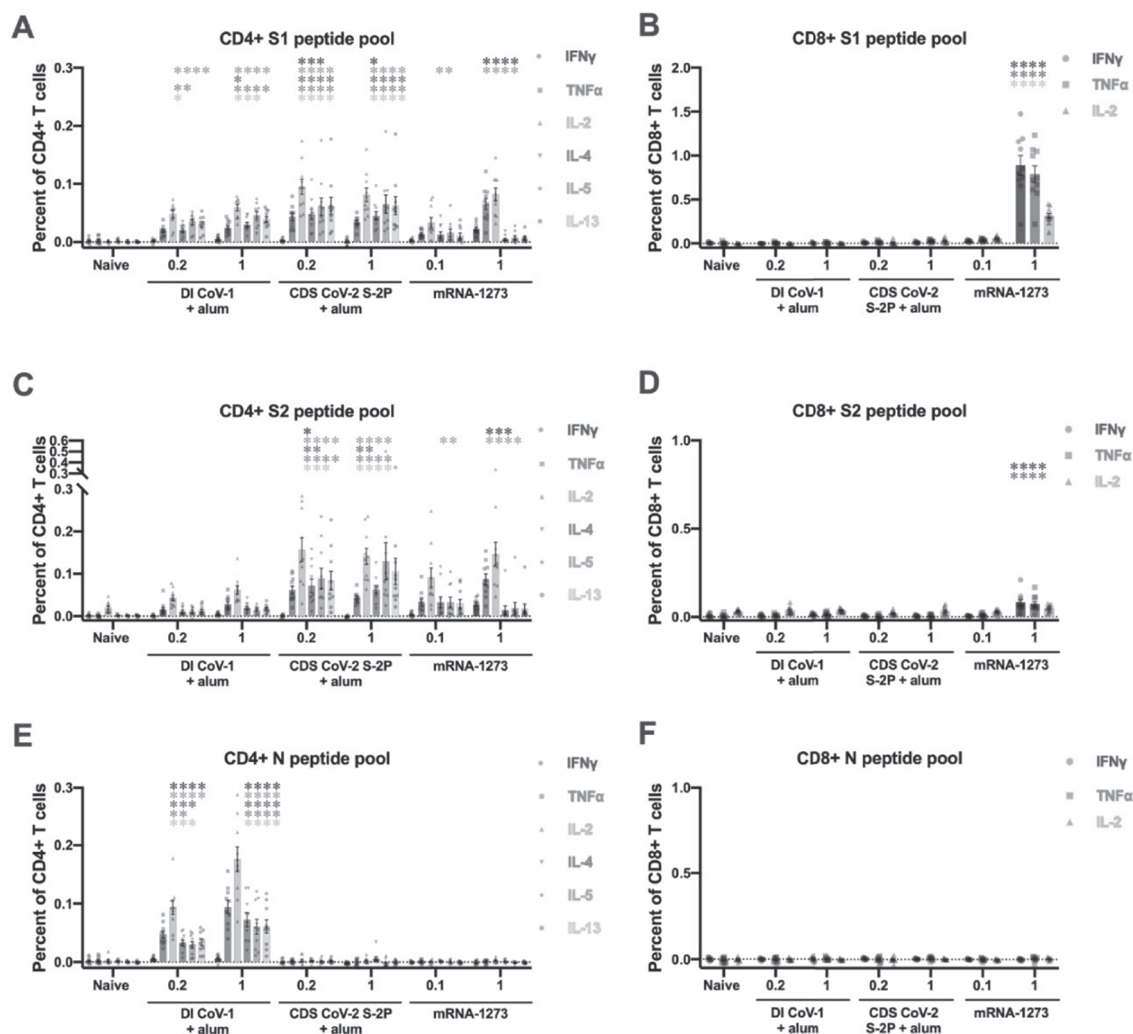 A
CD4+ S1 peptide pool
Percent of CD4+ T cells
0.3
0.2
0.1
0.0
*** * ** ****
**** **** **** **** ****
* **** ****
** **** **** ****
* **** **** ****
IFNγ
TNFα
IL-2
IL-4
IL-5
IL-13
Naive 0.2 1 0.2 1 0.1 1
DI CoV-1 + alum
CDS CoV-2 S-2P + alum
mRNA-1273
B
CD8+ S1 peptide pool
Percent of CD8+ T cells
2.0
1.5
1.0
0.5
0.0
****
****
****
IFNγ
TNFα
IL-2
Naive 0.2 1 0.2 1 0.1 1
DI CoV-1 + alum
CDS CoV-2 S-2P + alum
mRNA-1273
C
CD4+ S2 peptide pool
Percent of CD4+ T cells
0.6
0.5
0.4
0.3
0.3
0.2
0.1
0.0
IFNγ
TNFα
IL-2
IL-4
IL-5
IL-13
Naive 0.2 1 0.2 1 0.1 1
DI CoV-1 + alum
CDS CoV-2 S-2P + alum
mRNA-1273
D
CD8+ S2 peptide pool
Percent of CD8+ T cells
1.0
0.5
0.0
****
****
IFNγ
TNFα
IL-2
Naive 0.2 1 0.2 1 0.1 1
DI CoV-1 + alum
CDS CoV-2 S-2P + alum
mRNA-1273
E
CD4+ N peptide pool
Percent of CD4+ T cells
0.3
0.2
0.1
0.0
IFNγ
TNFα
IL-2
IL-4
IL-5
IL-13
Naive 0.2 1 0.2 1 0.1 1
DI CoV-1 + alum
CDS CoV-2 S-2P + alum
mRNA-1273
F
CD8+ N peptide pool
Percent of CD8+ T cells
1.0
0.5
0.0
IFNγ
TNFα
IL-2
Naive 0.2 1 0.2 1 0.1 1
DI CoV-1 + alum
CDS CoV-2 S-2P + alum
mRNA-1273